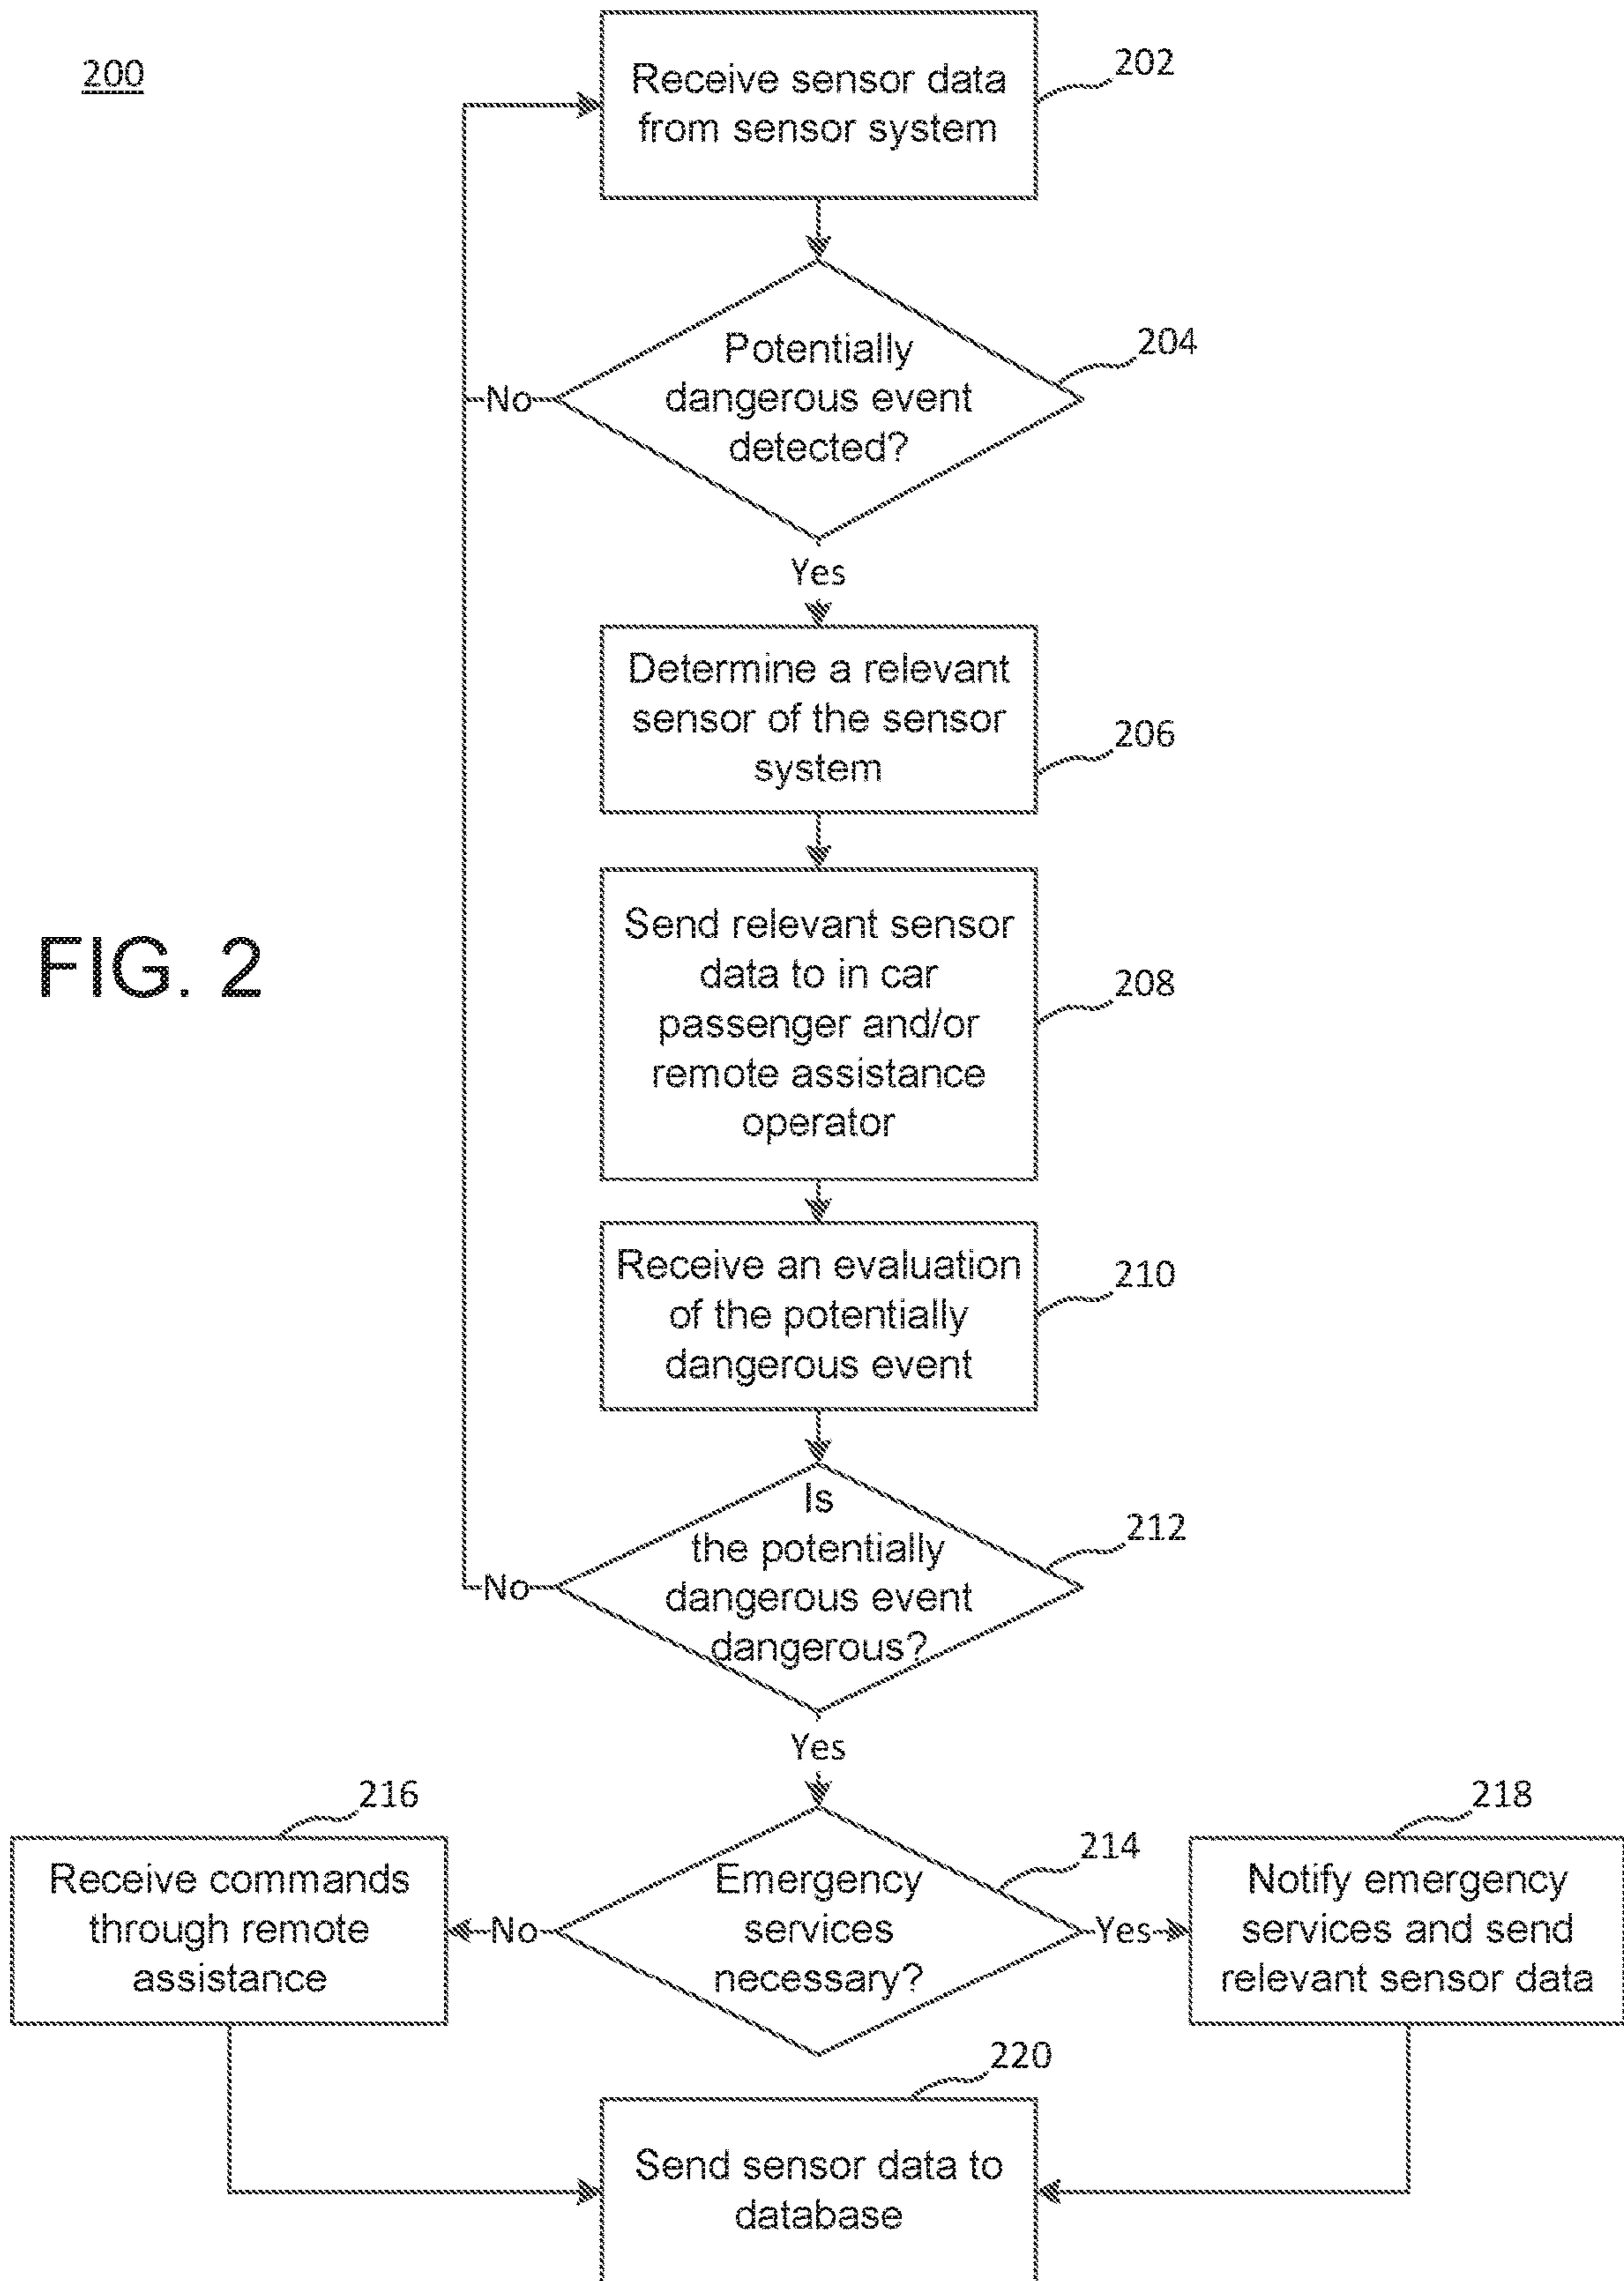 200
Receive sensor data
from sensor system
202
Potentially
dangerous event
detected?
204
No
Yes
Determine a relevant
sensor of the sensor
system
206
FIG. 2
Send relevant sensor
data to in car
passenger and/or
remote assistance
operator
208
Receive an evaluation
of the potentially
dangerous event
210
Is
the potentially
dangerous event
dangerous?
212
No
Yes
216
Receive commands
through remote
assistance
No
Emergency
services
necessary?
214
Yes
218
Notify emergency
services and send
relevant sensor data
220
Send sensor data to
database